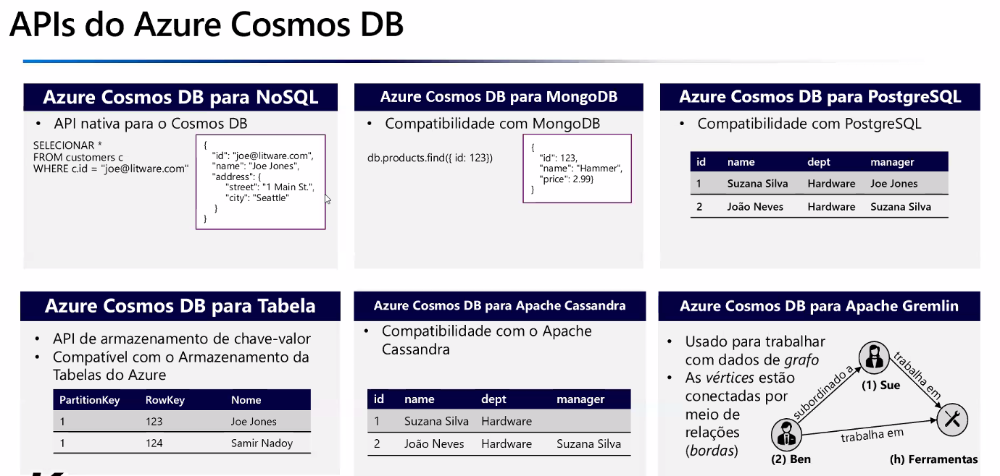 APIs do Azure Cosmos DB
Azure Cosmos DB para NoSQL
• API nativa para o Cosmos DB
SELECIONAR *
FROM customers c
WHERE c.id = "joe@litware.com"
{
"id": "joe@litware.com",
"name": "Joe Jones",
"address": {
"street": "1 Main St.",
"city": "Seattle"
}
}
Azure Cosmos DB para MongoDB
• Compatibilidade com MongoDB
db.products.find({ id: 123})
{
"id": 123,
"name": "Hammer",
"price": 2.99}
}
Azure Cosmos DB para PostgreSQL
• Compatibilidade com PostgreSQL
id name dept manager
1 Suzana Silva Hardware Joe Jones
2 João Neves Hardware Suzana Silva
Azure Cosmos DB para Tabela
• API de armazenamento de chave-valor
• Compatível com o Armazenamento da
Tabelas do Azure
PartitionKey RowKey Nome
1 123 Joe Jones
1 124 Samir Nadoy
Azure Cosmos DB para Apache Cassandra
• Compatibilidade com o Apache
Cassandra
id name dept manager
1 Suzana Silva Hardware
2 João Neves Hardware Suzana Silva
Azure Cosmos DB para Apache Gremlin
• Usado para trabalhar
com dados de grafo
• As vértices estão
conectadas por
meio de
relações
(bordas)
subordinado a
trabalha em
(1) Sue
trabalha em
(2) Ben
(h) Ferramentas